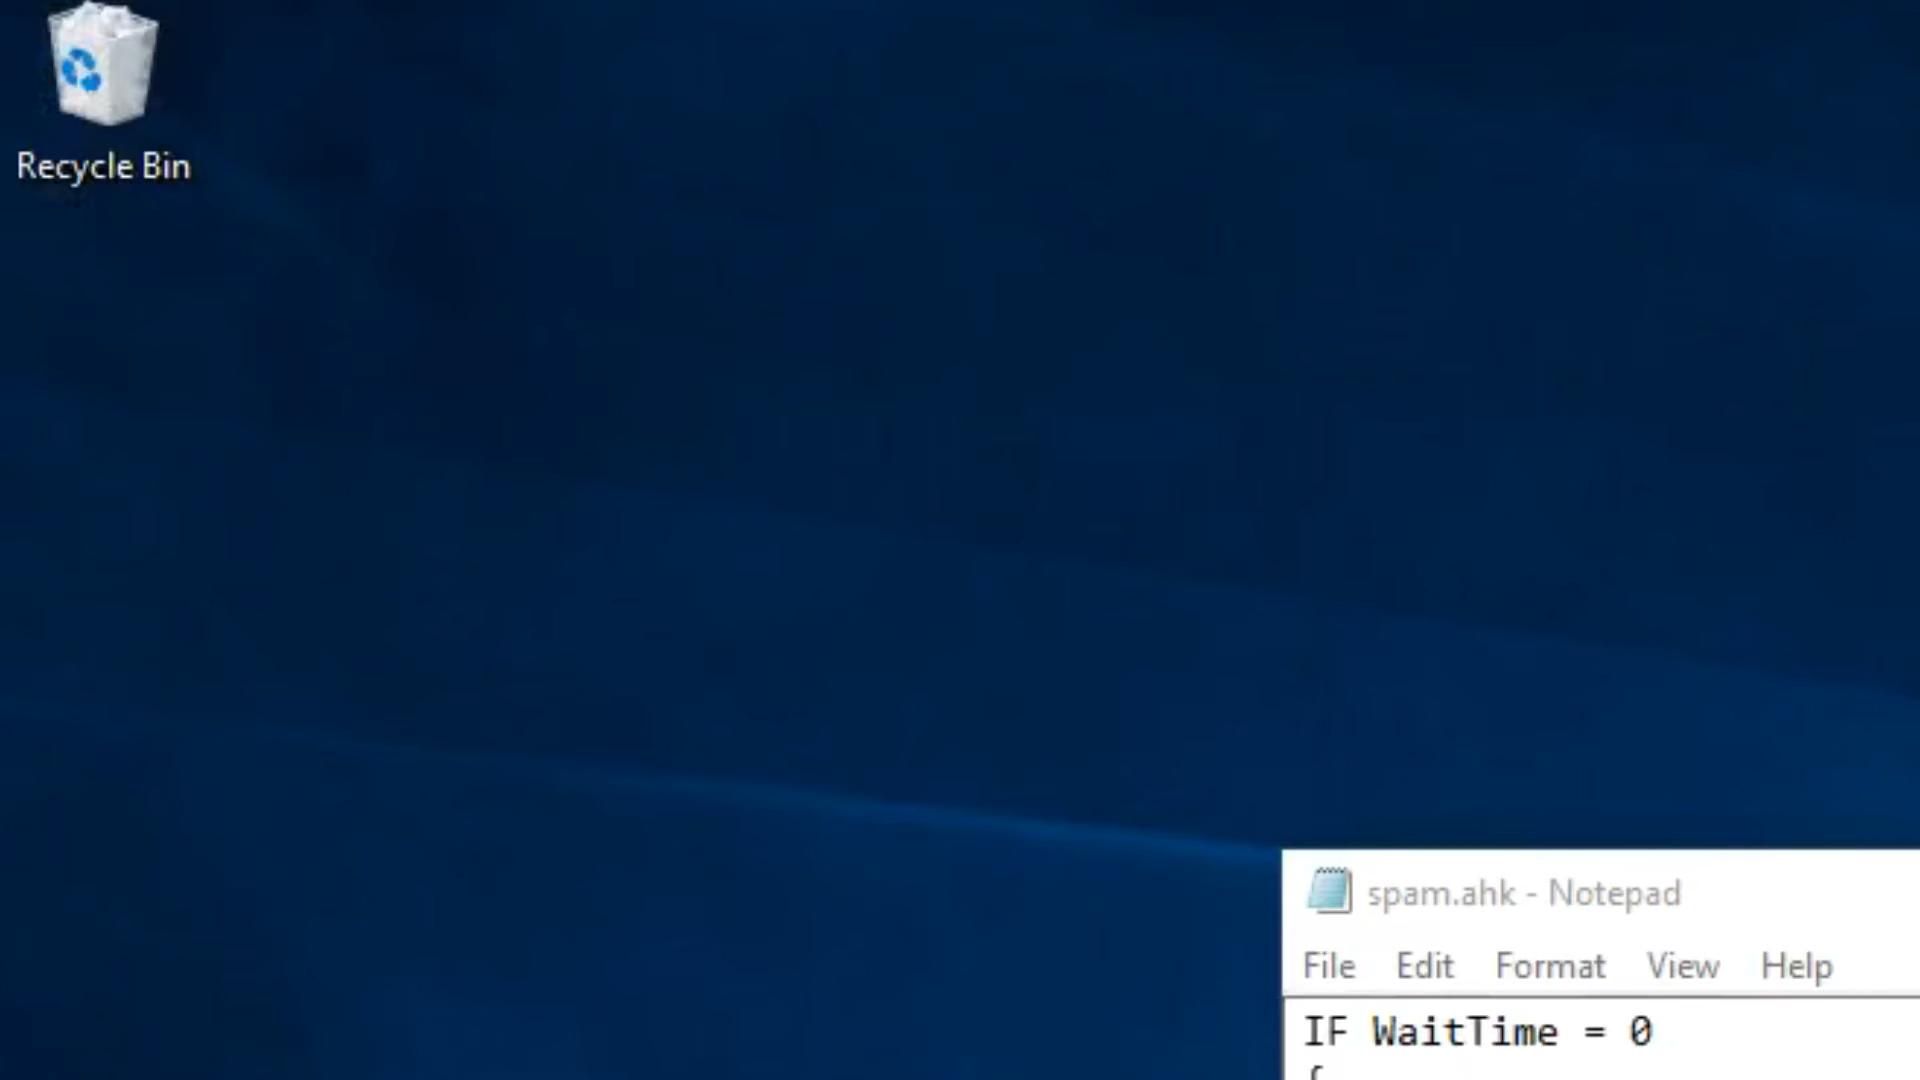 Recycle Bin
spam.ahk - Notepad
File Edit Format View Help
IF WaitTime = 0
{